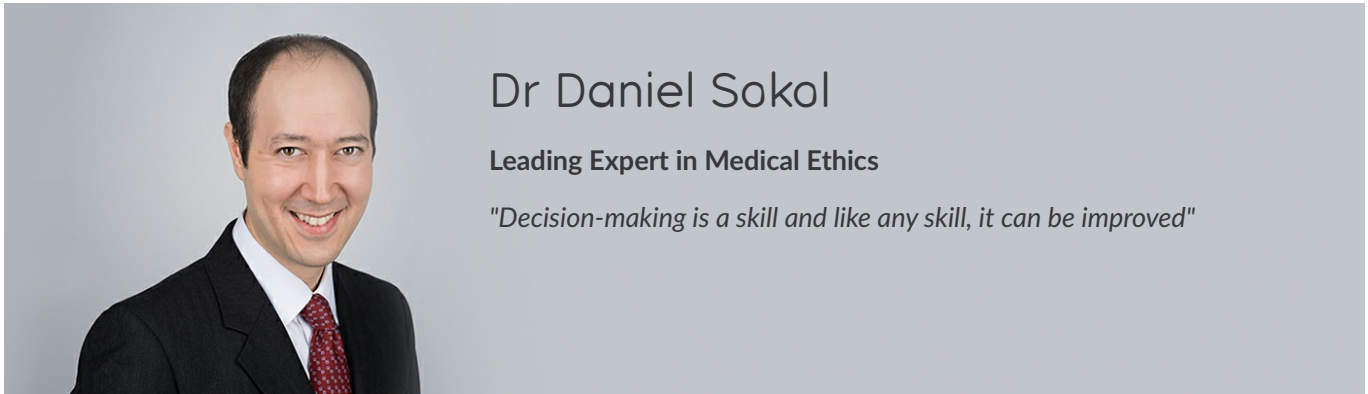 Dr Daniel Sokol
Leading Expert in Medical Ethics
"Decision-making is a skill and like any skill, it can be improved"